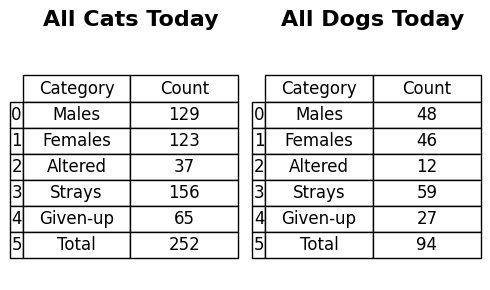 All Cats Today
Category Count
0 Males 129
1 Females 123
2 Altered 37
3 Strays 156
4 Given-up 65
5 Total 252
All Dogs Today
Category Count
0 Males 48
1 Females 46
2 Altered 12
3 Strays 59
4 Given-up 27
5 Total 94